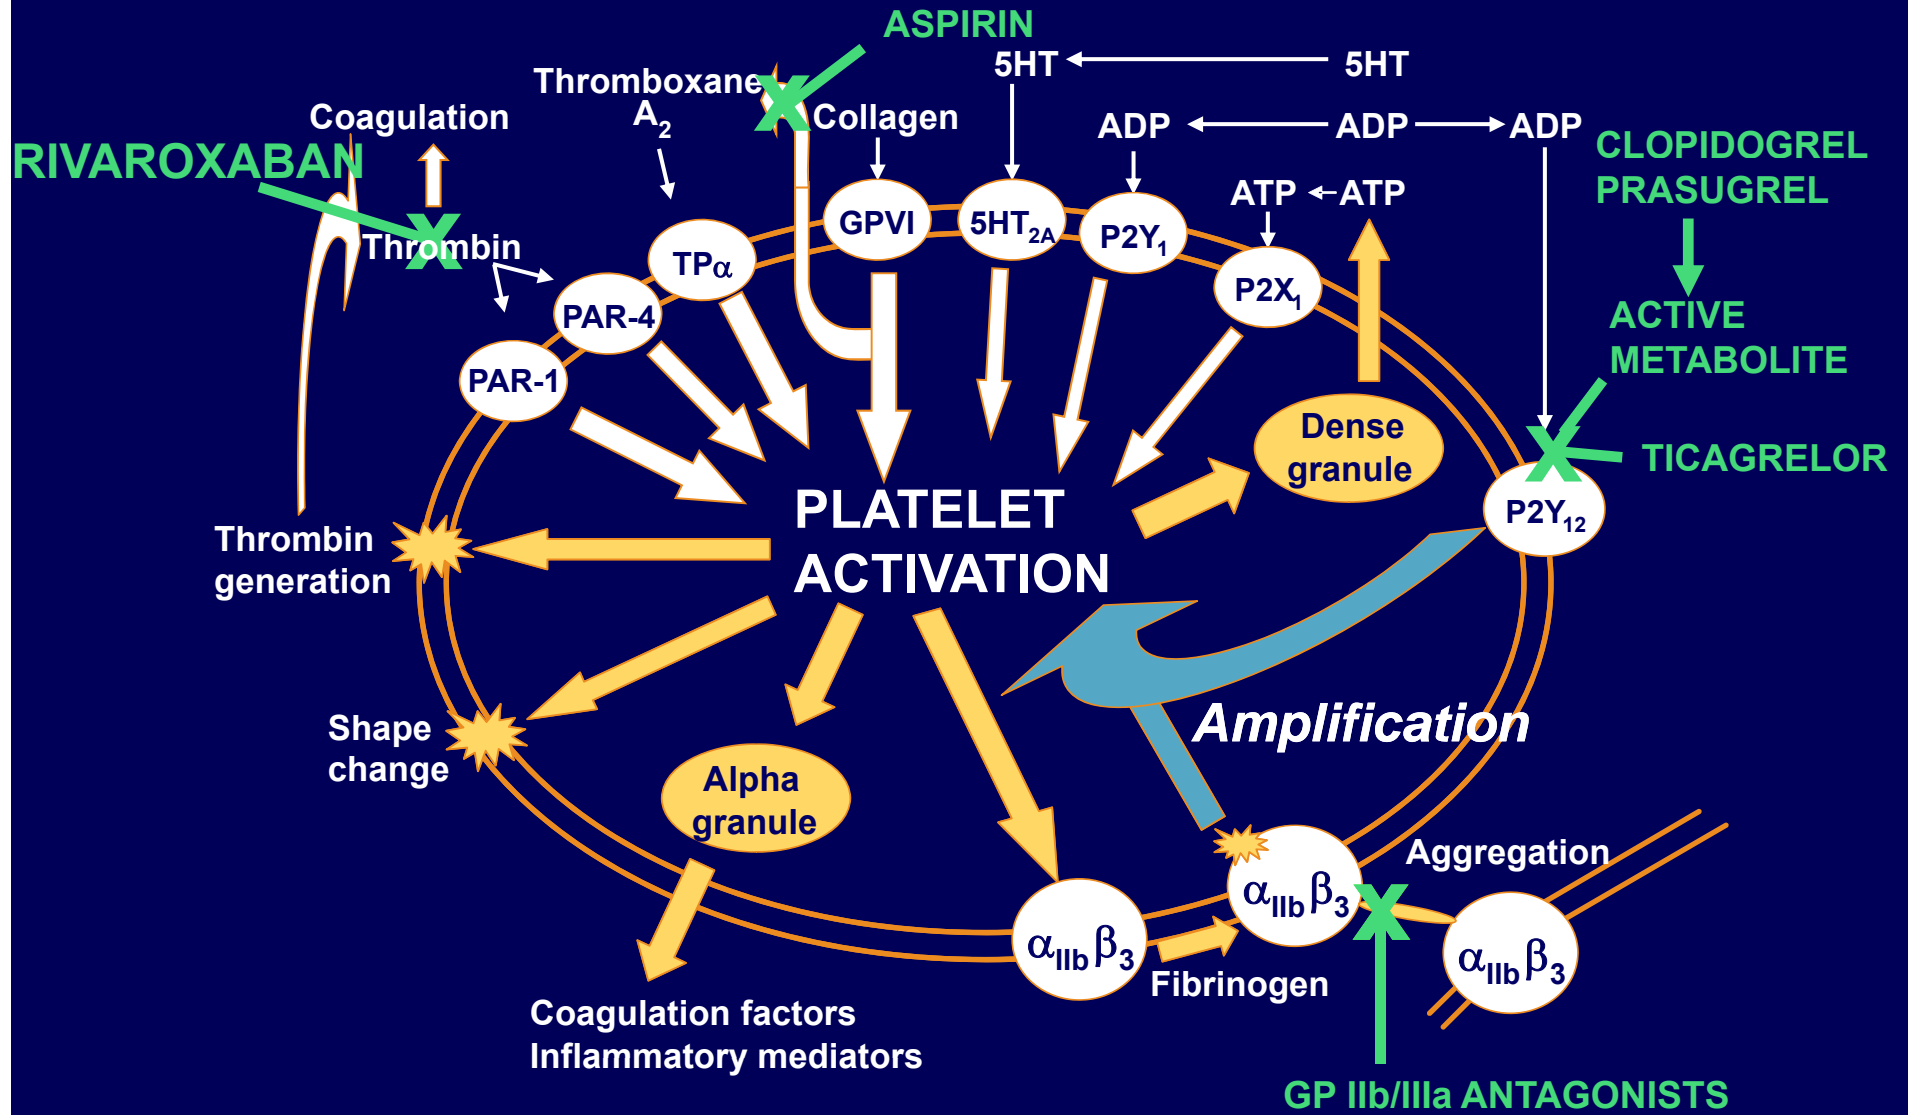 ASPIRIN
5HT
5HT
Thromboxane
A2
Collagen
Coagulation
ADP
ADP
ADP
RIVAROXABAN
CLOPIDOGREL
PRASUGREL
ATP
ATP
Thrombin
GPVI
5HT2A
P2Y1
TPα
P2X1
PAR-4
ACTIVE
METABOLITE
PAR-1
Dense
granule
TICAGRELOR
PLATELET
ACTIVATION
P2Y12
Thrombin
generation
Amplification
Shape
change
Alpha
granule
Aggregation
αIIbβ3
αIIbβ3
αIIbβ3
Fibrinogen
Coagulation factors
Inflammatory mediators
GP IIb/IIIa ANTAGONISTS